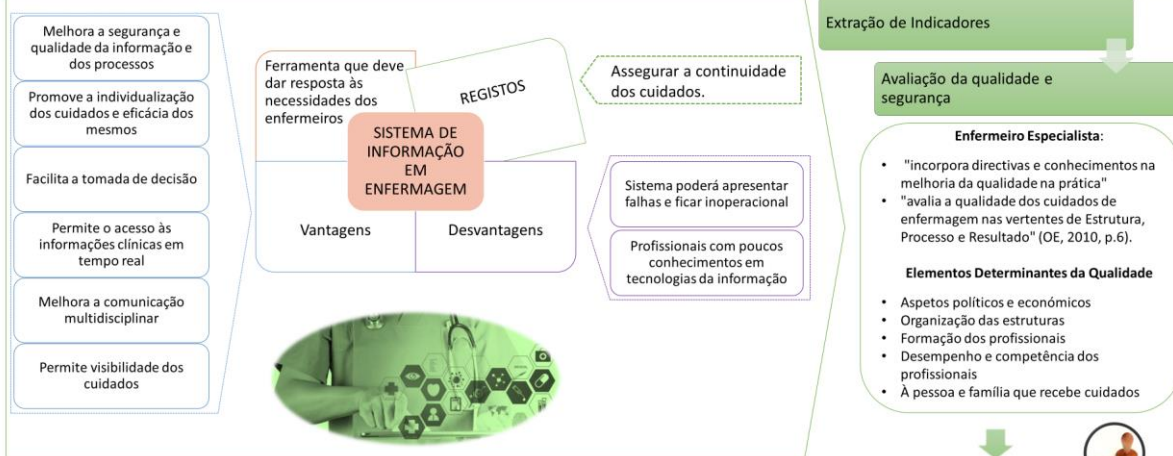 Melhora a segurança e
qualidade da informação e
dos processos
Promove a individualização
dos cuidados e eficácia dos
mesmos
Facilita a tomada de decisão
Permite o acesso às
informações clínicas em
tempo real
Melhora a comunicação
multidisciplinar
Permite visibilidade dos
cuidados
Ferramenta que deve
dar resposta às
necessidades dos
enfermeiros
REGISTOS
SISTEMA DE
INFORMAÇÃO
EM
ENFERMAGEM
Vantagens
Desvantagens
Assegurar a continuidade
dos cuidados.
Sistema poderá apresentar
falhas e ficar inoperacional
Profissionais com poucos
conhecimentos em
tecnologias da informação
Extração de Indicadores
Avaliação da qualidade e
segurança
Enfermeiro Especialista:
• "incorpora directivas e conhecimentos na
melhoria da qualidade na prática"
• "avalia a qualidade dos cuidados de
enfermagem nas vertentes de Estrutura,
Processo e Resultado" (OE, 2010, p.6).
Elementos Determinantes da Qualidade
• Aspetos políticos e económicos
• Organização das estruturas
• Formação dos profissionais
• Desempenho e competência dos
profissionais
• À pessoa e família que recebe cuidados